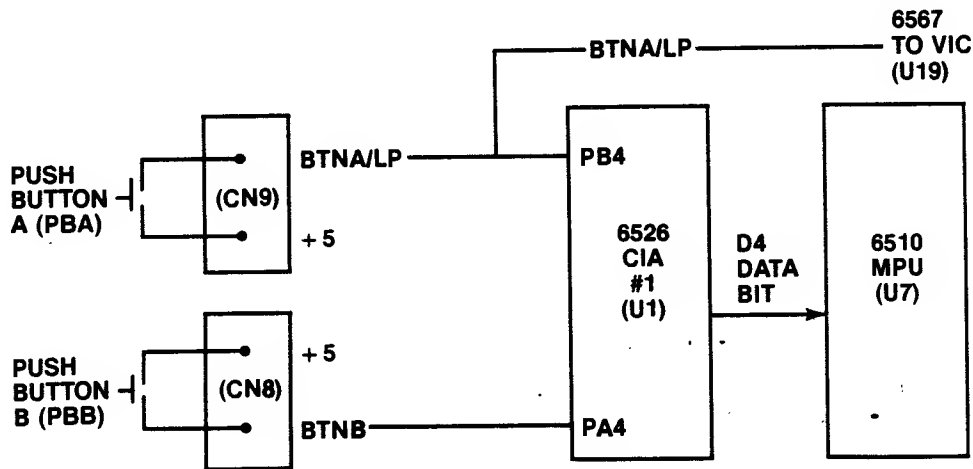 6567
TO VIC
(U19)
BTNA/LP
PUSH
BUTTON
A (PBA)
(CN9)
BTNA/LP
+5
PB4
6526
CIA
#1
(U1)
D4
DATA
BIT
6510
MPU
(U7)
PUSH
BUTTON
B (PBB)
(CN8)
+5
BTNB
PA4